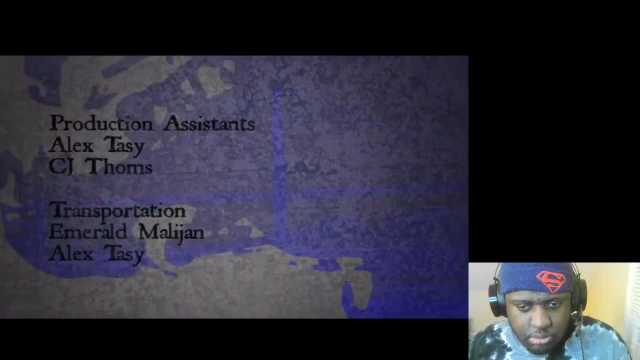 Production Assistants
Alex Tasy
CJ Thoms
Transportation
Emerald Malijan
Alex Tasy